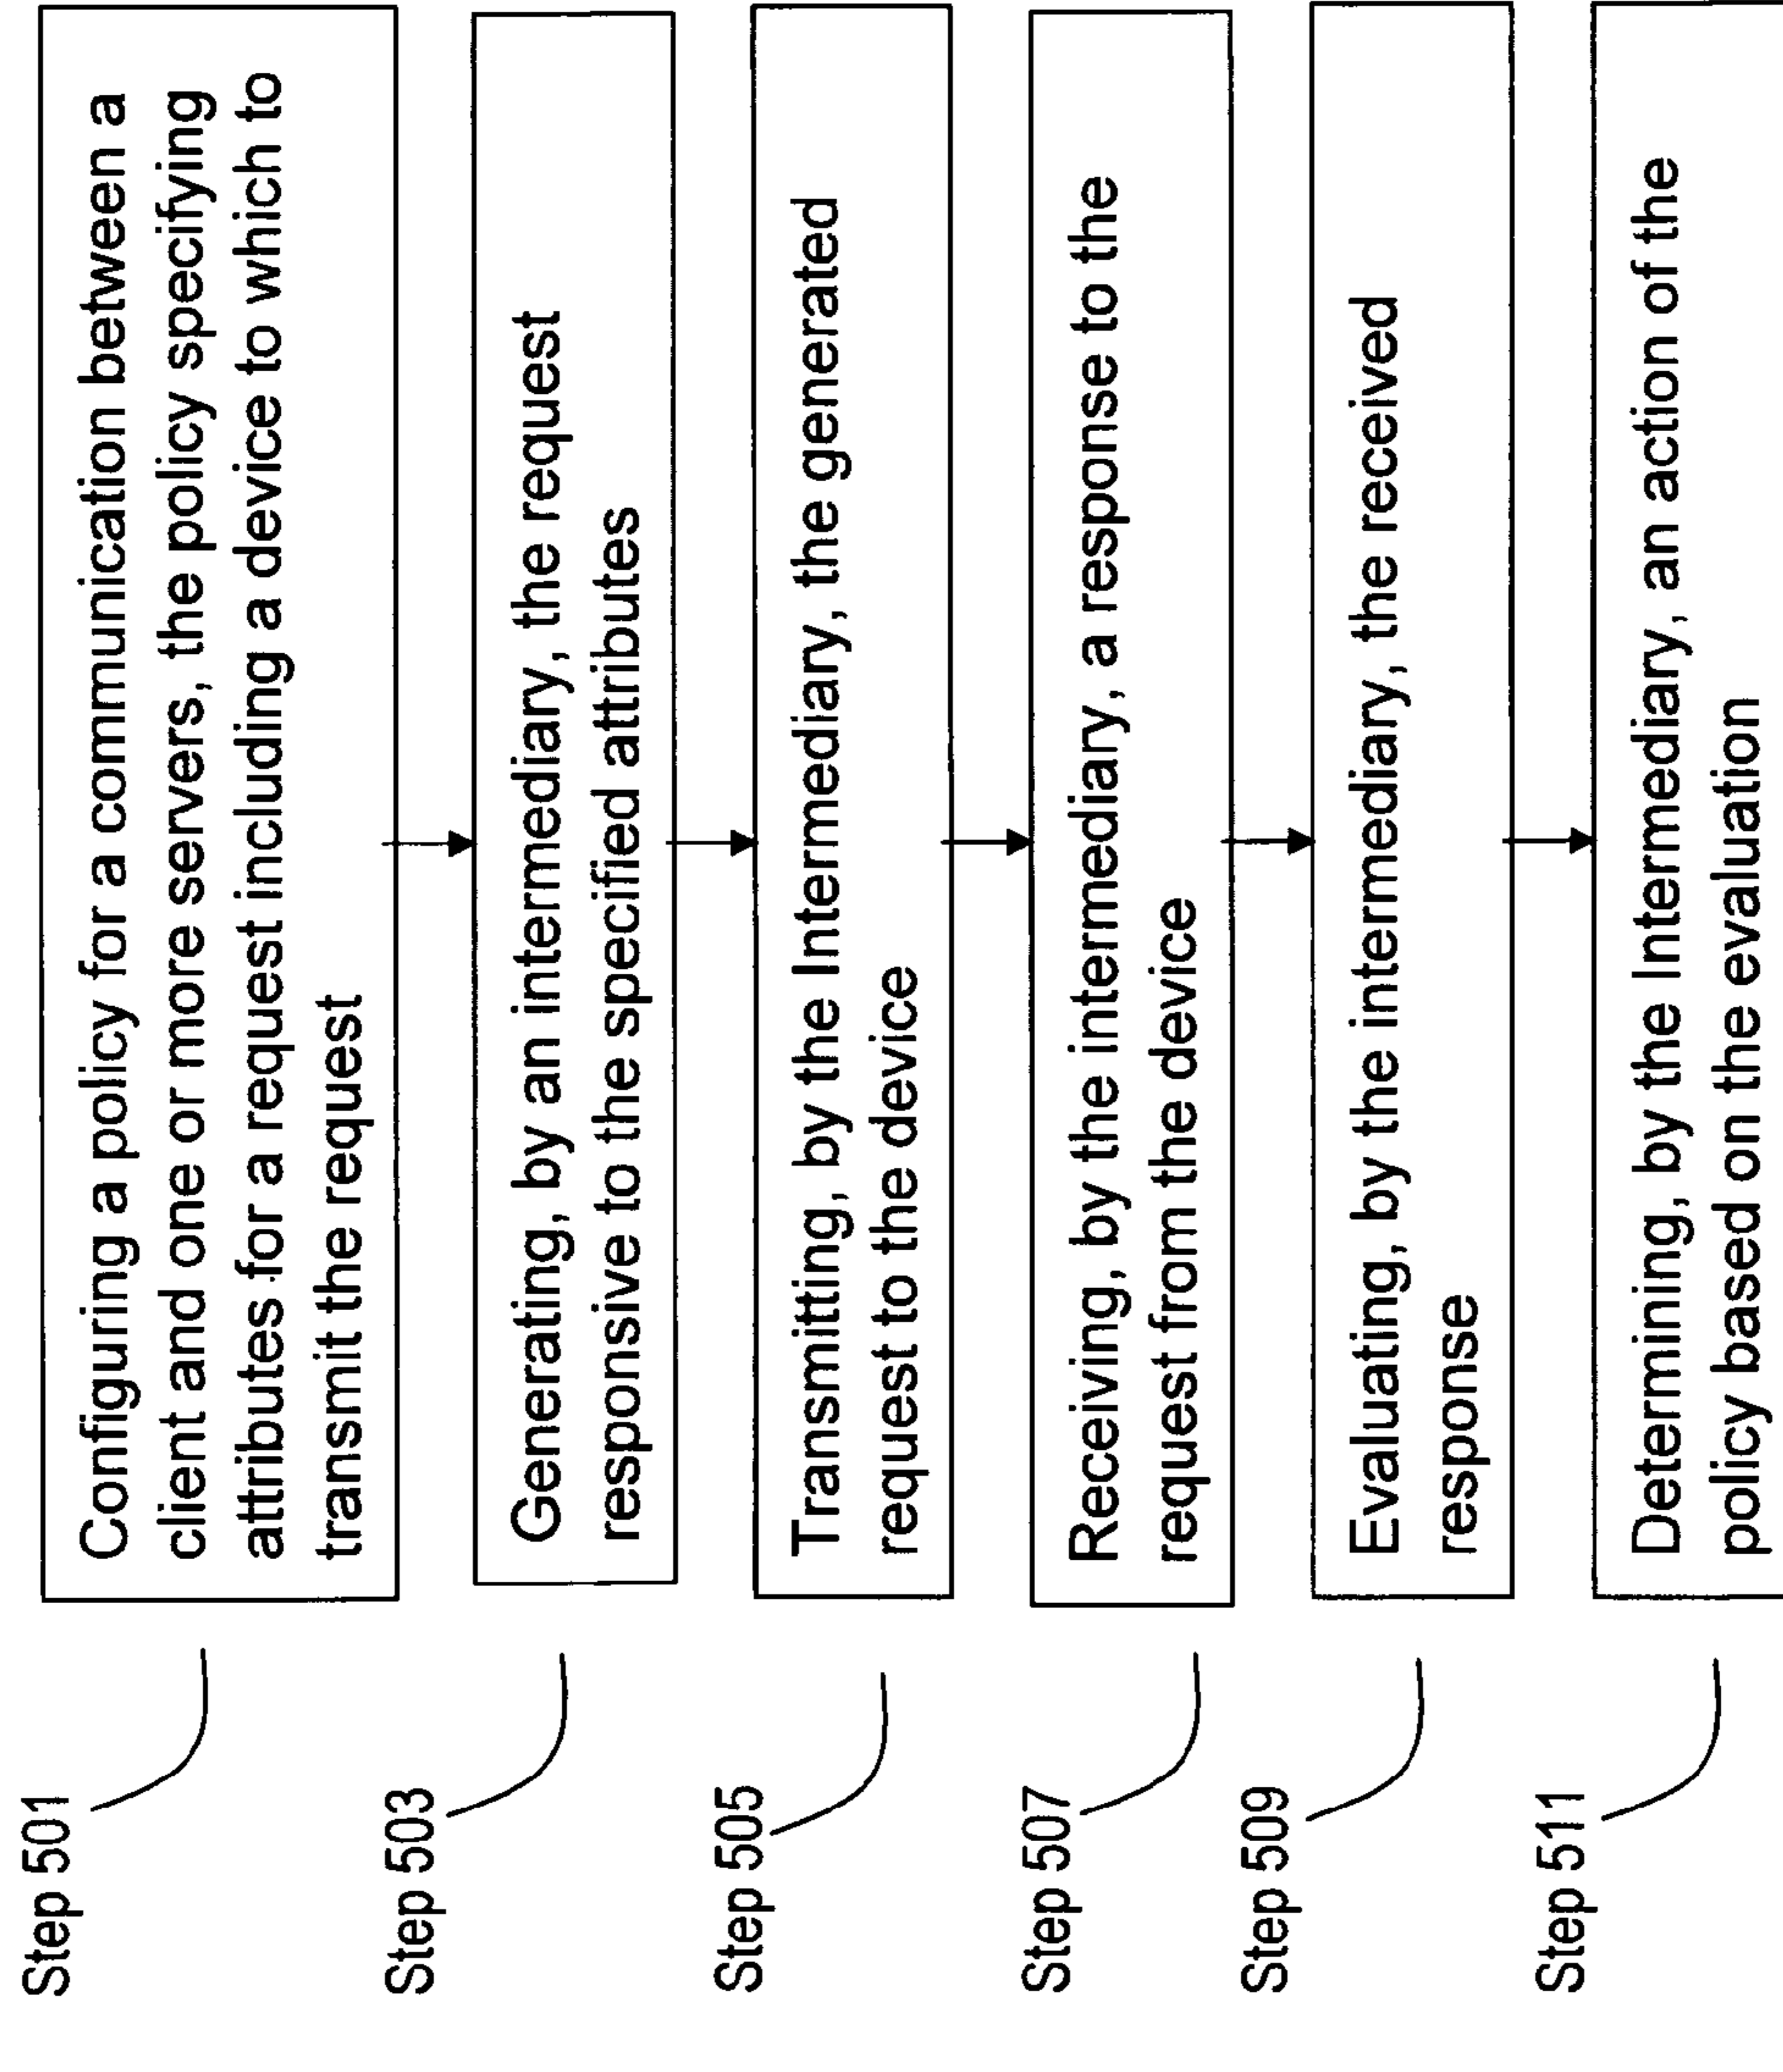 Step 501
Configuring a policy for a communication between a
client and one or more servers, the policy specifying
attributes for a request including a device to which to
transmit the request
Step 503
Generating, by an intermediary, the request
responsive to the specified attributes
Step 505
Transmitting, by the Intermediary, the generated
request to the device
Step 507
Receiving, by the intermediary, a response to the
request from the device
Step 509
Evaluating, by the intermediary, the received
response
Step 511
Determining, by the Intermediary, an action of the
policy based on the evaluation